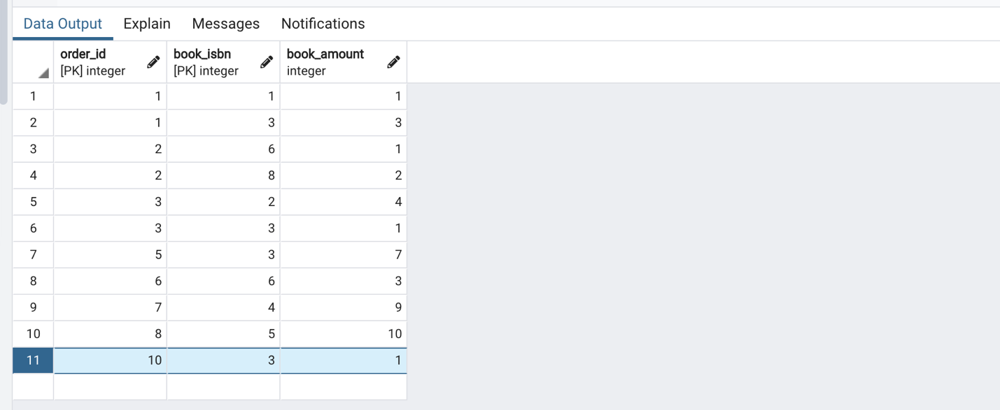 Data Output Explain Messages Notifications
order_id book_isbn book_amount
[PK] integer [PK] integer integer
1 1 1 1
2 1 3 3
3 2 6 1
4 2 8 2
5 3 2 4
6 3 3 1
7 5 3 7
8 6 6 3
9 7 4 9
10 8 5 10
11 10 3 1